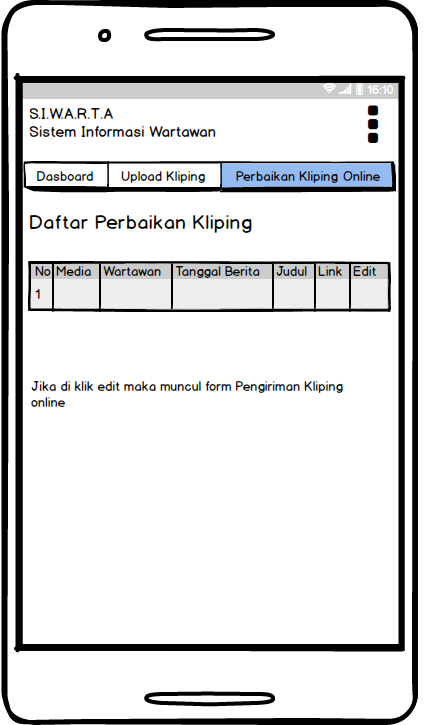 16:10
S.I.W.A.R.T.A
Sistem Informasi Wartawan
Dasboard Upload Kliping Perbaikan Kliping Online
Daftar Perbaikan Kliping
No Media Wartawan Tanggal Berita Judul Link Edit
1
Jika di klik edit maka muncul form Pengiriman Kliping
online